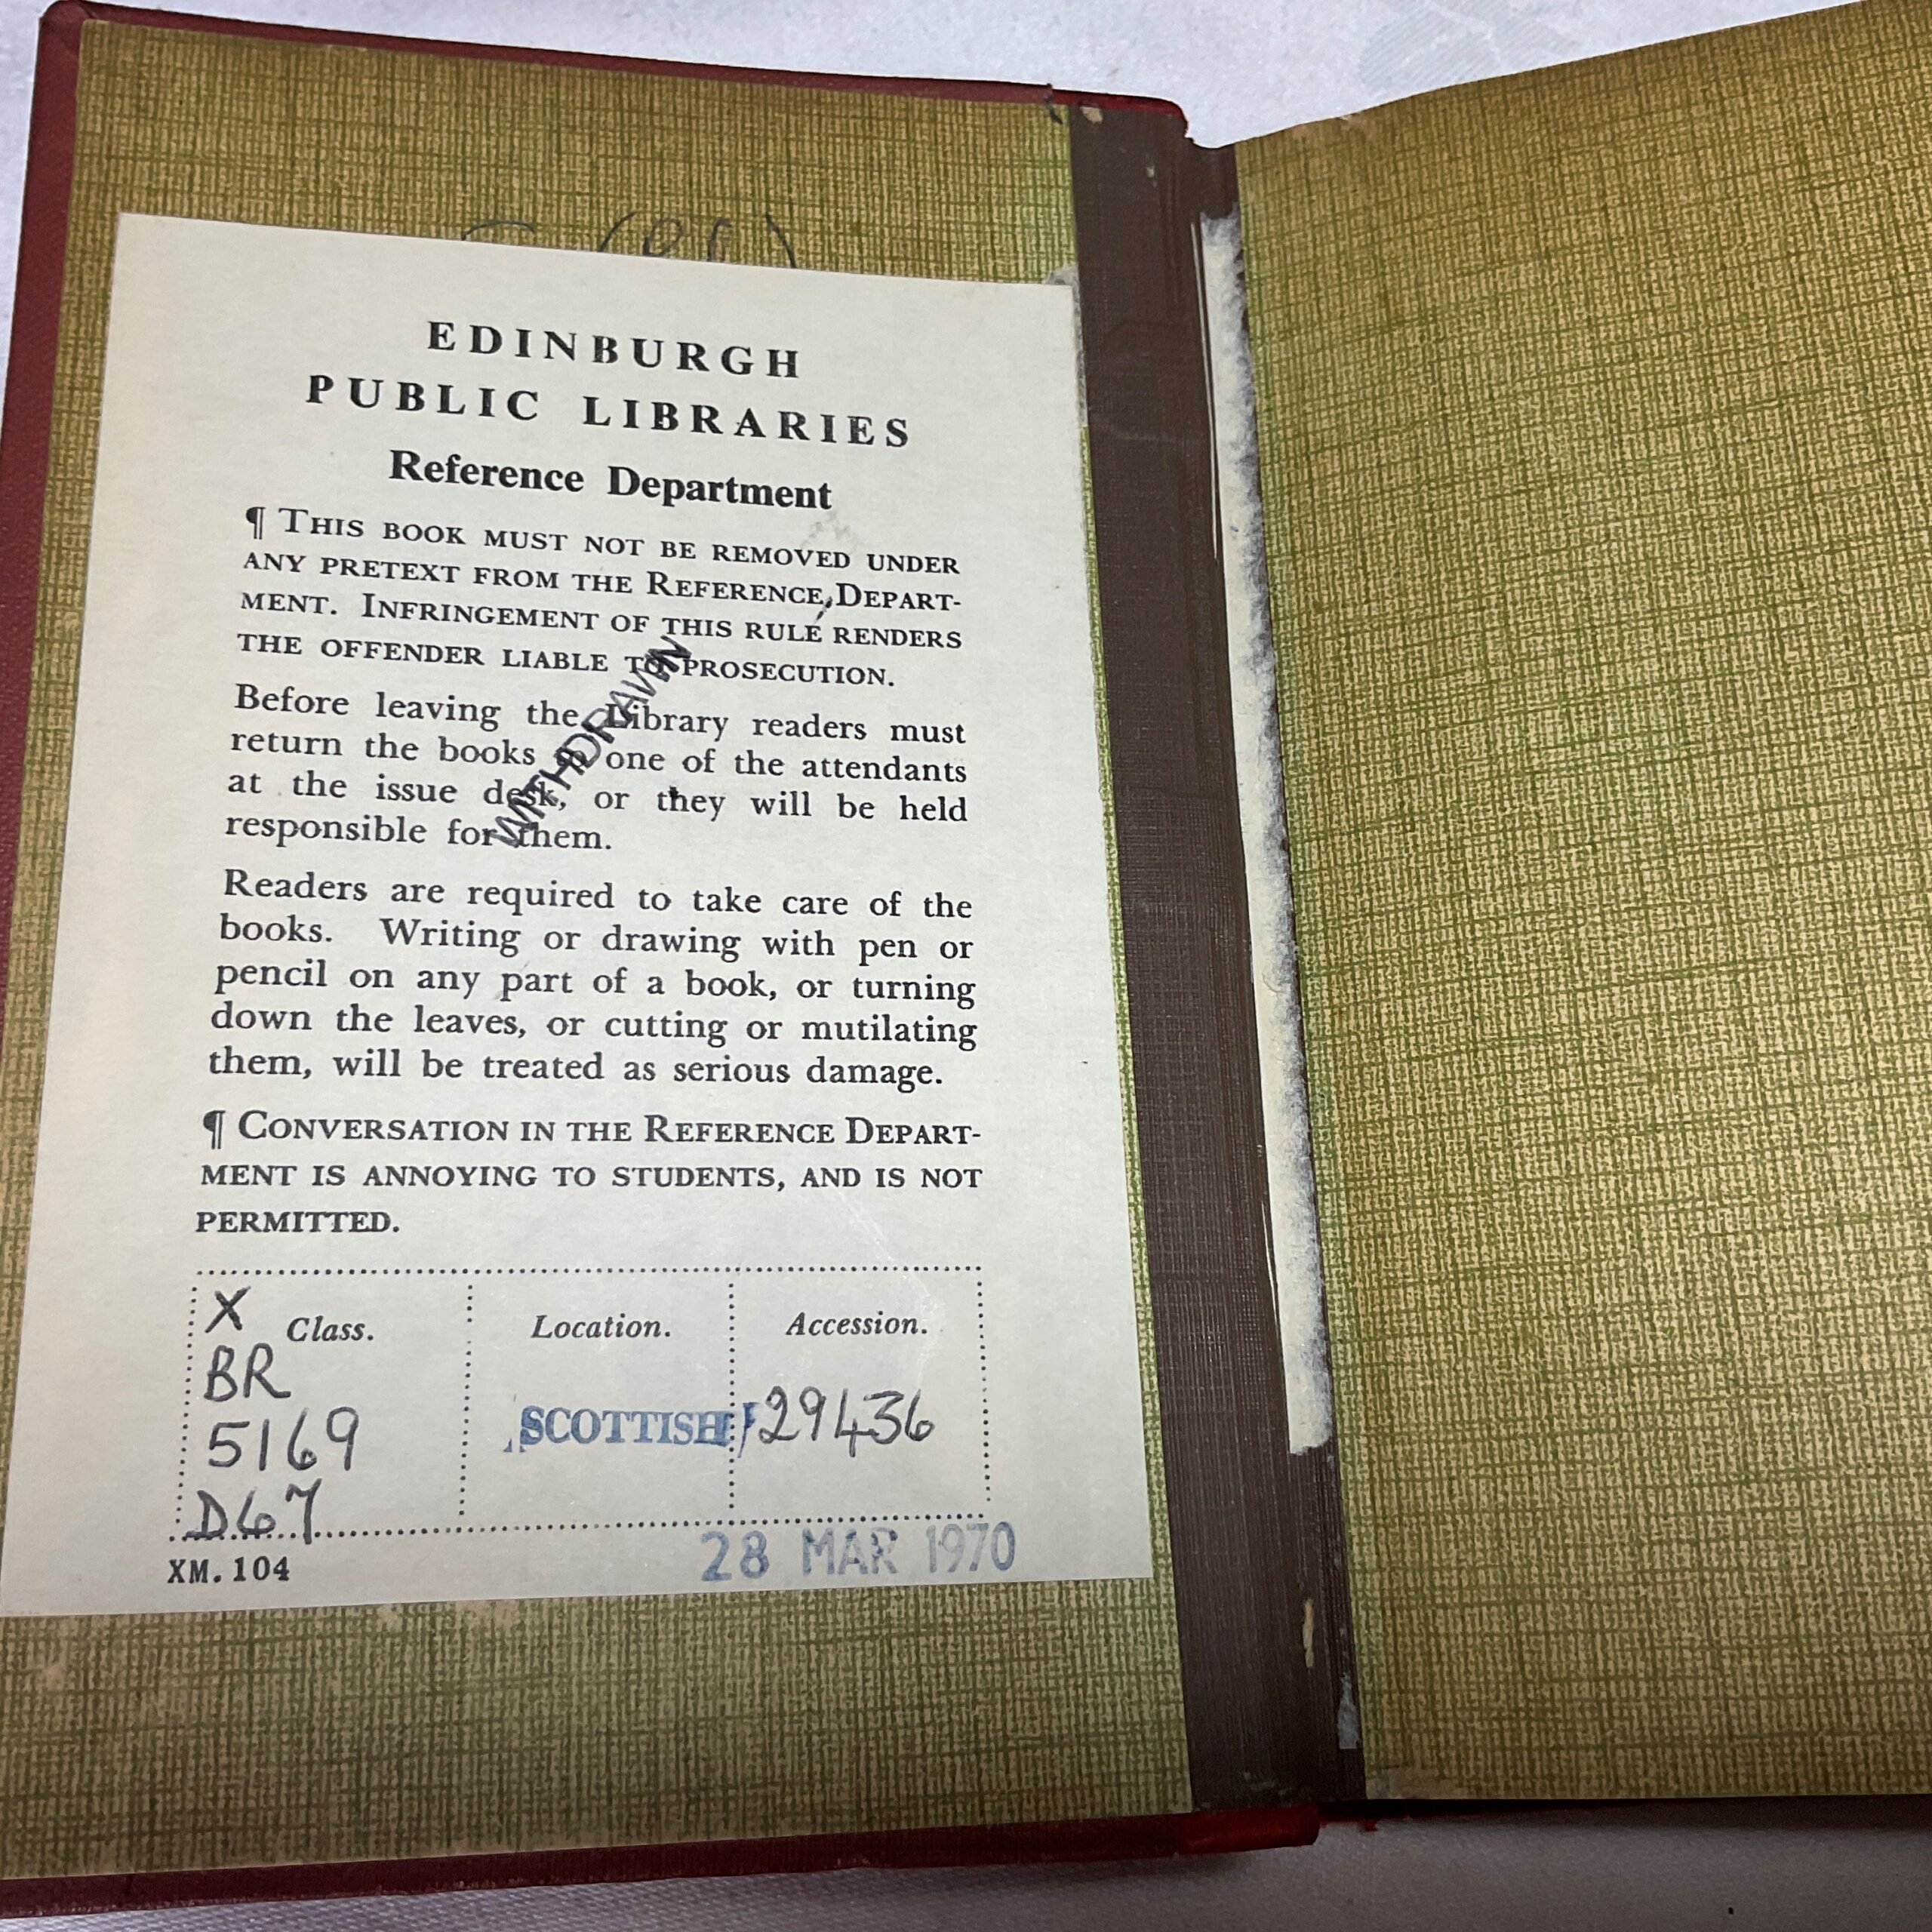 EDINBURGH
PUBLIC LIBRARIES
Reference Department
¶ THIS BOOK MUST NOT BE REMOVED UNDER
ANY PRETEXT FROM THE REFERENCE DEPART-
MENT. INFRINGEMENT OF THIS RULE RENDERS
THE OFFENDER LIABLE TO PROSECUTION.
Before leaving the Library readers must
return the books to one of the attendants
at the issue desk, or they will be held
responsible for them.
WITHDRAWN
Readers are required to take care of the
books. Writing or drawing with pen or
pencil on any part of a book, or turning
down the leaves, or cutting or mutilating
them, will be treated as serious damage.
¶ CONVERSATION IN THE REFERENCE DEPART-
MENT IS ANNOYING TO STUDENTS, AND IS NOT
PERMITTED.
X
Class. Location. Accession.
BR
5169 SCOTTISH 29436
D67
XM.104 28 MAR 1970